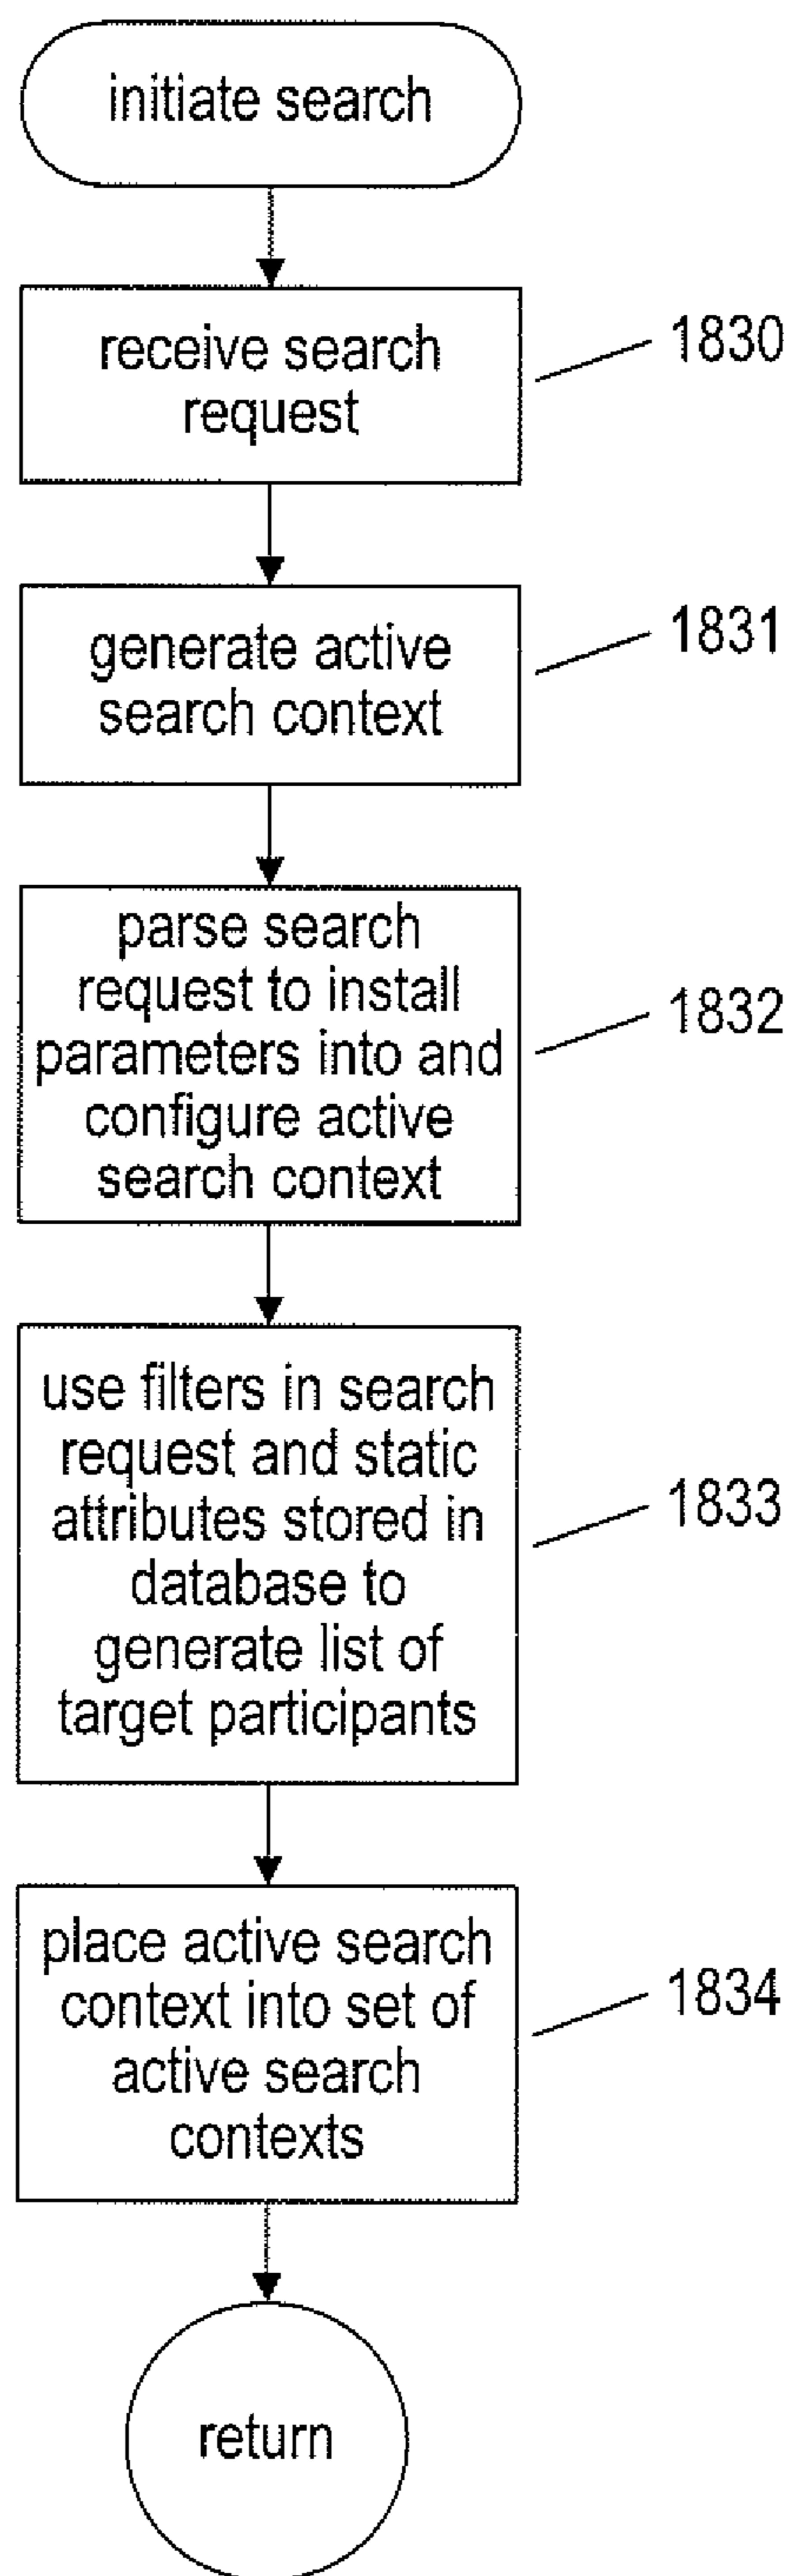 initiate search
receive search
request
1830
generate active
search context
1831
parse search
request to install
parameters into and
configure active
search context
1832
use filters in search
request and static
attributes stored in
database to
generate list of
target participants
1833
place active search
context into set of
active search
contexts
1834
return